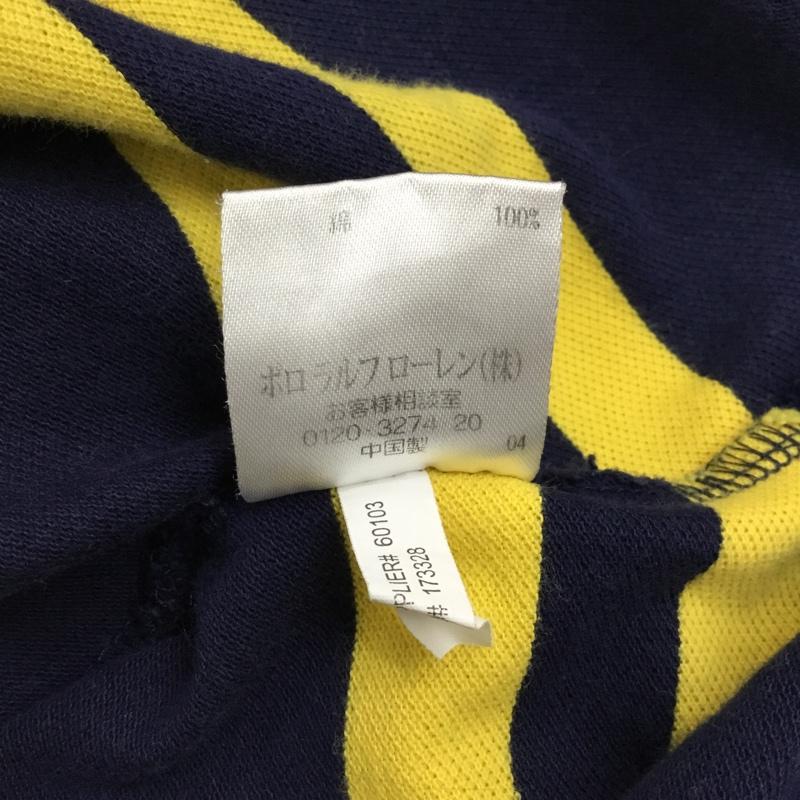 綿 100%
ポロ ラルフ ローレン(株)
お客様相談室
0120-3274 20
中国製 04
PLIER# 60103
# 173328